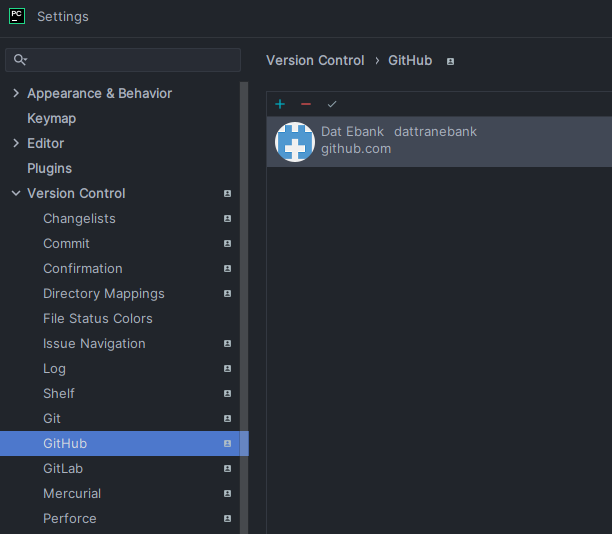 PC
Settings
Appearance & Behavior
Keymap
Editor
Plugins
Version Control
Changelists
Commit
Confirmation
Directory Mappings
File Status Colors
Issue Navigation
Log
Shelf
Git
GitHub
GitLab
Mercurial
Perforce
Version Control › GitHub
Dat Ebank dattranebank
github.com